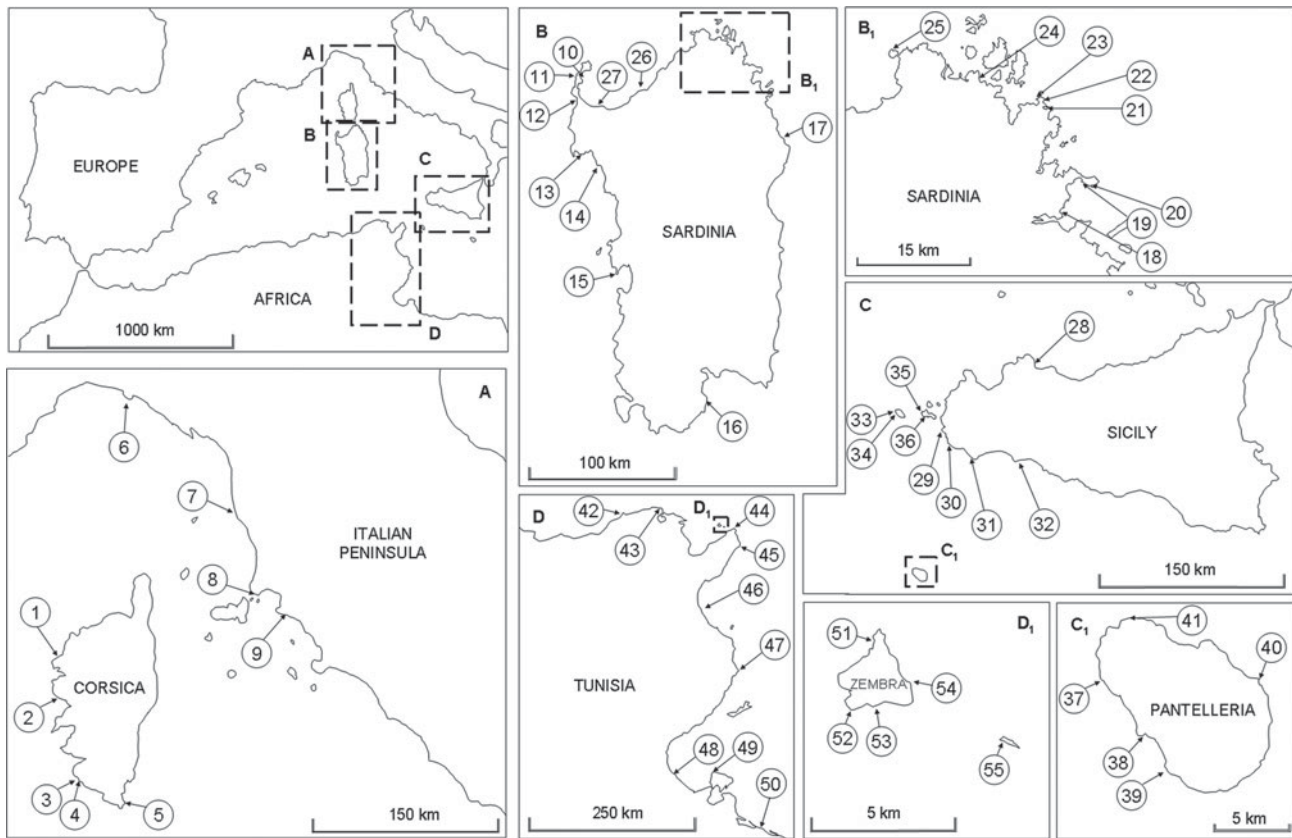 A
B
C
D
EUROPE
AFRICA
1000 km
B
10
11
12
26
27
B1
13
14
15
16
17
SARDINIA
100 km
B1
25
24
23
22
21
20
19
18
SARDINIA
15 km
A
6
7
8
9
1
2
3
4
5
ITALIAN
PENINSULA
CORSICA
150 km
C
28
35
33
34
36
29
30
31
32
SICILY
C1
150 km
D
42
43
D1
44
45
46
47
48
49
50
TUNISIA
250 km
D1
51
ZEMBRA
54
52
53
55
5 km
C1
41
40
37
38
39
PANTELLERIA
5 km